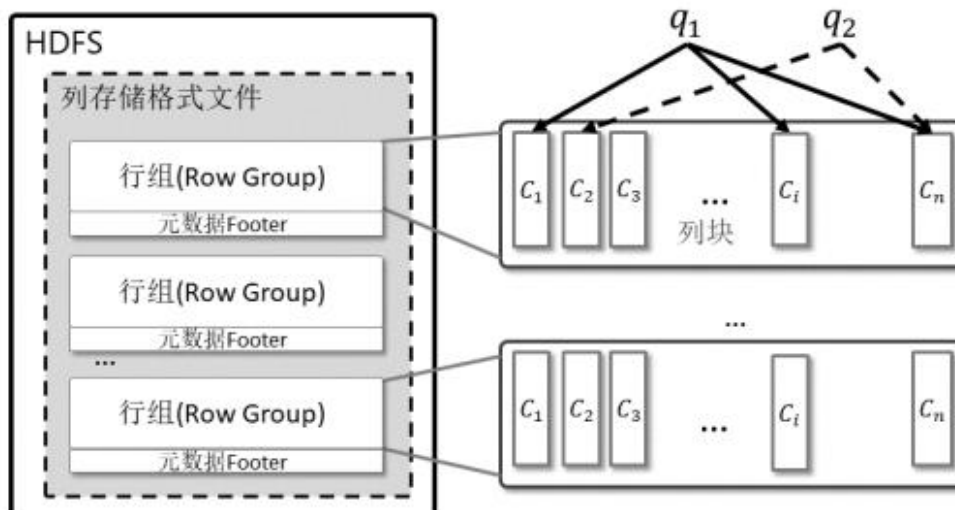 HDFS
列存储格式文件
行组(Row Group)
元数据Footer
行组(Row Group)
元数据Footer
...
行组(Row Group)
元数据Footer
q₁ q₂
C₁ C₂ C₃ ... Cᵢ Cₙ
列块
...
C₁ C₂ C₃ ... Cᵢ Cₙ